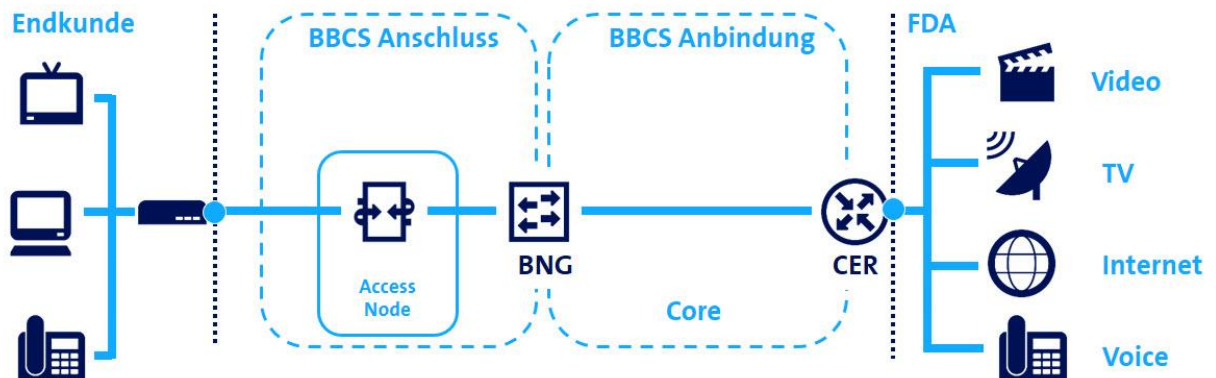 Endkunde
BBCS Anschluss
BBCS Anbindung
FDA
Video
TV
BNG
CER
Internet
Access
Node
Core
Voice